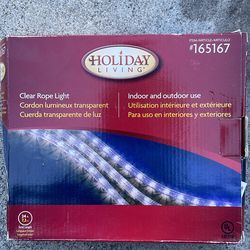 ITEM/ARTICLE/ARTÍCULO
#165167
HOLIDAY
LIVING
Clear Rope Light
Cordon lumineux transparent
Cuerda transparente de luz
Indoor and outdoor use
Utilisation intérieure et extérieure
Para uso en interiores y exteriores
UL